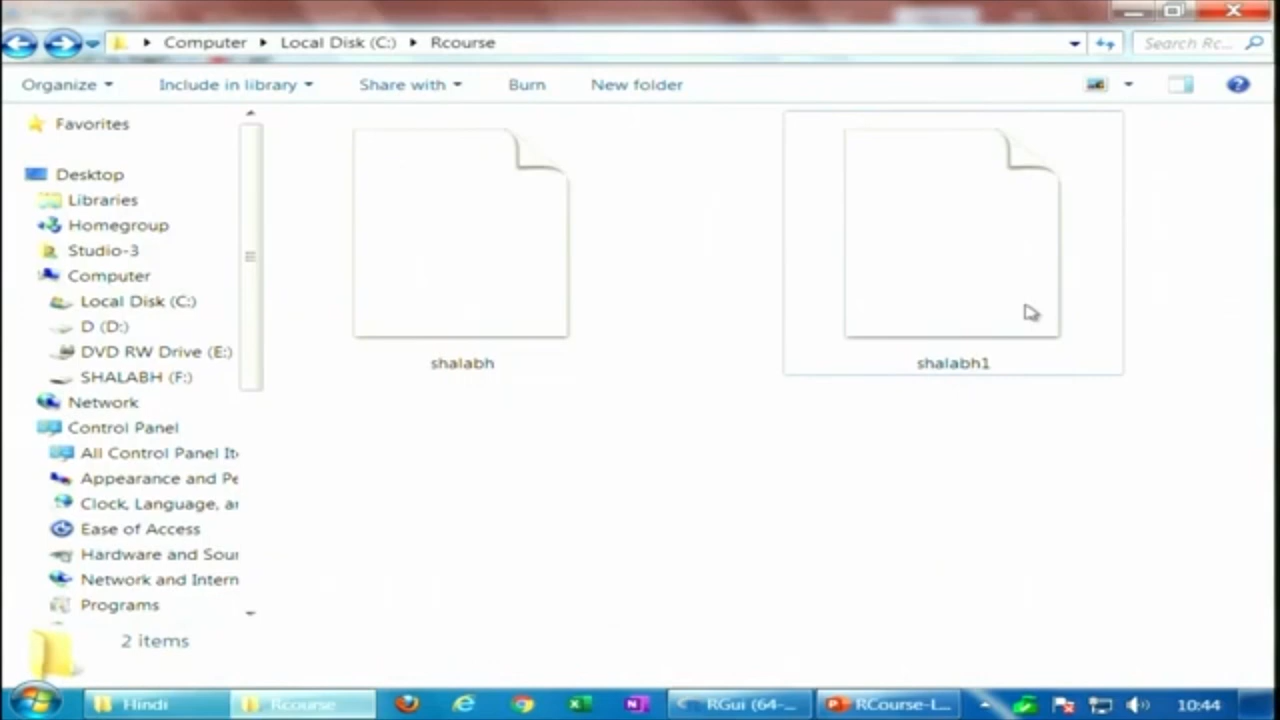 Computer Local Disk (C:) Rcourse Search Rc...
Organize Include in library Share with Burn New folder
Favorites
Desktop
Libraries
Homegroup
Studio-3
Computer
Local Disk (C:)
D (D:)
DVD RW Drive (E:)
SHALABH (F:)
Network
Control Panel
All Control Panel It
Appearance and Pe
Clock, Language, ar
Ease of Access
Hardware and Sour
Network and Intern
Programs
shalabh
shalabh1
2 items
Hindi Rcourse RGui (64-... RCourse-L... 10:44